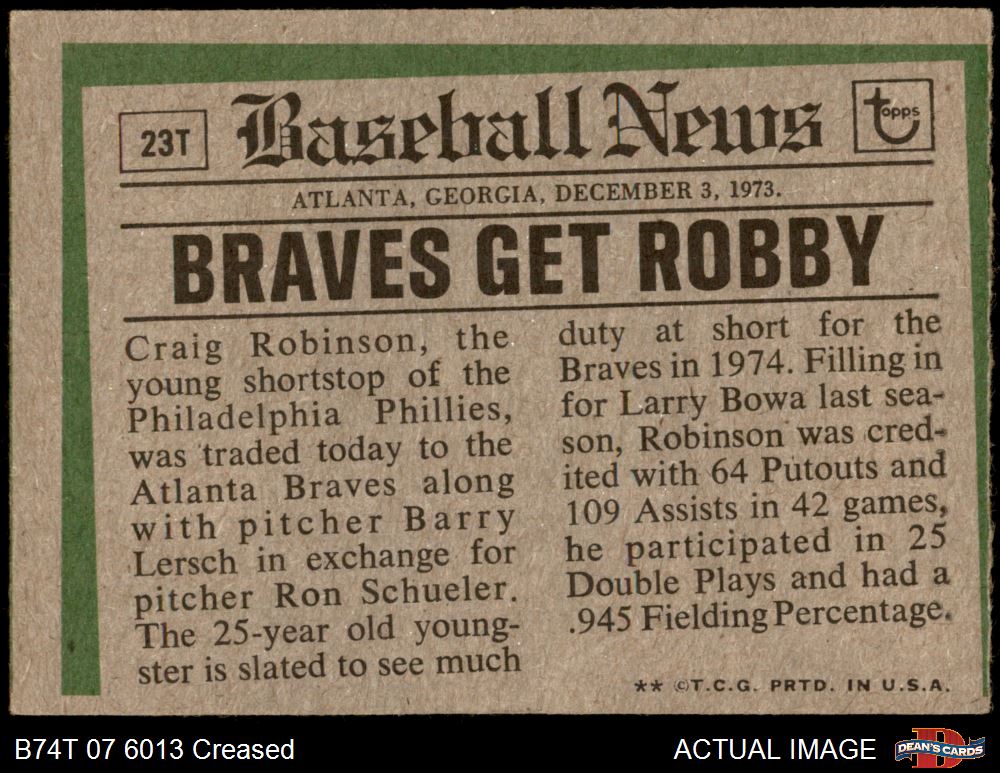 23T
Baseball News
topps
ATLANTA, GEORGIA, DECEMBER 3, 1973.
BRAVES GET ROBBY
Craig Robinson, the
young shortstop of the
Philadelphia Phillies,
was traded today to the
Atlanta Braves along
with pitcher Barry
Lersch in exchange for
pitcher Ron Schueler.
The 25-year old young-
ster is slated to see much
duty at short for the
Braves in 1974. Filling in
for Larry Bowa last sea-
son, Robinson was cred-
ited with 64 Putouts and
109 Assists in 42 games,
he participated in 25
Double Plays and had a
.945 Fielding Percentage.
** ©T.C.G. PRTD. IN U.S.A.
B74T 07 6013 Creased
ACTUAL IMAGE
D
DEAN'S CARDS